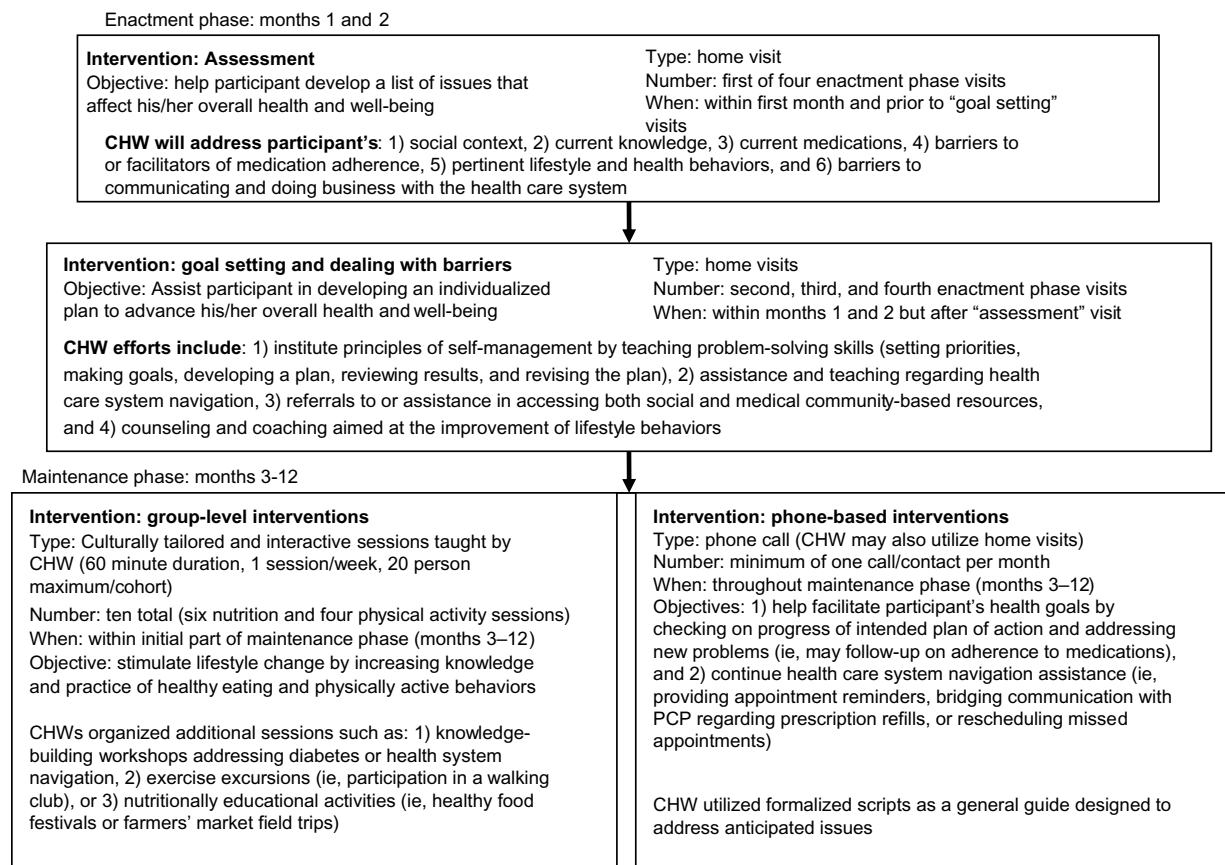 Enactment phase: months 1 and 2
Intervention: Assessment
Objective: help participant develop a list of issues that
affect his/her overall health and well-being
Type: home visit
Number: first of four enactment phase visits
When: within first month and prior to “goal setting”
visits
CHW will address participant’s: 1) social context, 2) current knowledge, 3) current medications, 4) barriers to
or facilitators of medication adherence, 5) pertinent lifestyle and health behaviors, and 6) barriers to
communicating and doing business with the health care system
Intervention: goal setting and dealing with barriers
Objective: Assist participant in developing an individualized
plan to advance his/her overall health and well-being
Type: home visits
Number: second, third, and fourth enactment phase visits
When: within months 1 and 2 but after “assessment” visit
CHW efforts include: 1) institute principles of self-management by teaching problem-solving skills (setting priorities,
making goals, developing a plan, reviewing results, and revising the plan), 2) assistance and teaching regarding health
care system navigation, 3) referrals to or assistance in accessing both social and medical community-based resources,
and 4) counseling and coaching aimed at the improvement of lifestyle behaviors
Maintenance phase: months 3-12
Intervention: group-level interventions
Type: Culturally tailored and interactive sessions taught by
CHW (60 minute duration, 1 session/week, 20 person
maximum/cohort)
Number: ten total (six nutrition and four physical activity sessions)
When: within initial part of maintenance phase (months 3–12)
Objective: stimulate lifestyle change by increasing knowledge
and practice of healthy eating and physically active behaviors
CHWs organized additional sessions such as: 1) knowledge-
building workshops addressing diabetes or health system
navigation, 2) exercise excursions (ie, participation in a walking
club), or 3) nutritionally educational activities (ie, healthy food
festivals or farmers’ market field trips)
Intervention: phone-based interventions
Type: phone call (CHW may also utilize home visits)
Number: minimum of one call/contact per month
When: throughout maintenance phase (months 3–12)
Objectives: 1) help facilitate participant’s health goals by
checking on progress of intended plan of action and addressing
new problems (ie, may follow-up on adherence to medications),
and 2) continue health care system navigation assistance (ie,
providing appointment reminders, bridging communication with
PCP regarding prescription refills, or rescheduling missed
appointments)
CHW utilized formalized scripts as a general guide designed to
address anticipated issues